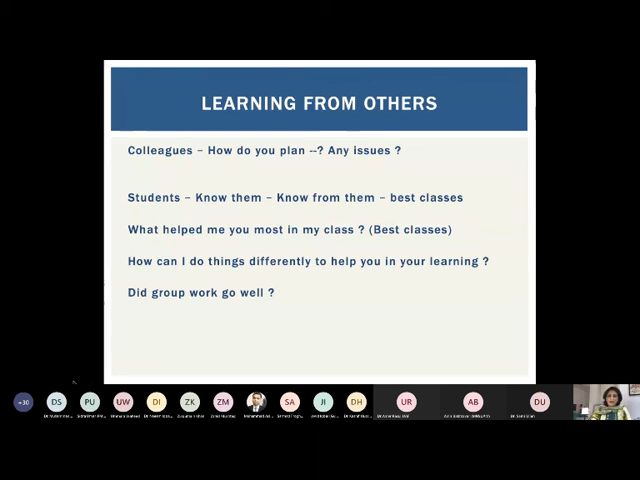 LEARNING FROM OTHERS
Colleagues – How do you plan --? Any issues ?
Students – Know them – Know from them – best classes
What helped me you most in my class ? (Best classes)
How can I do things differently to help you in your learning ?
Did group work go well ?
+30 DS PU UW DI ZK ZM SA JI DH UR AB DU